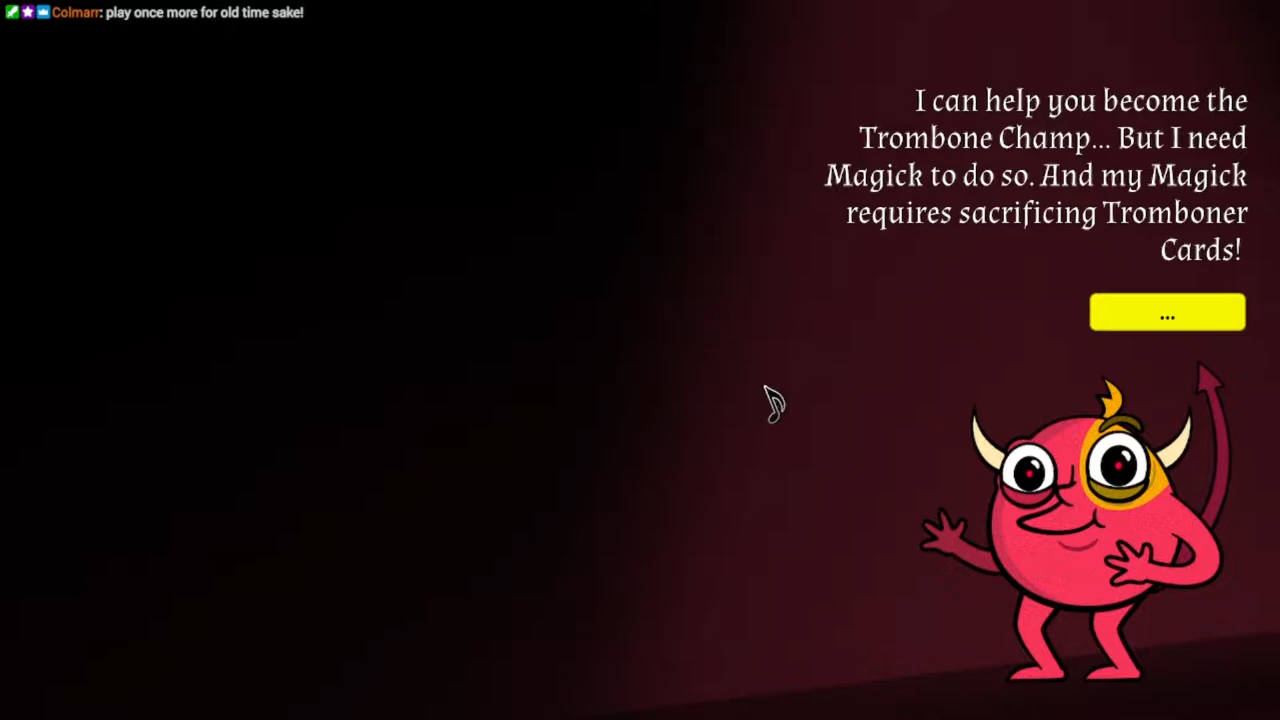 Colmarr: play once more for old time sake!
I can help you become the
Trombone Champ... But I need
Magick to do so. And my Magick
requires sacrificing Tromboner
Cards!
...